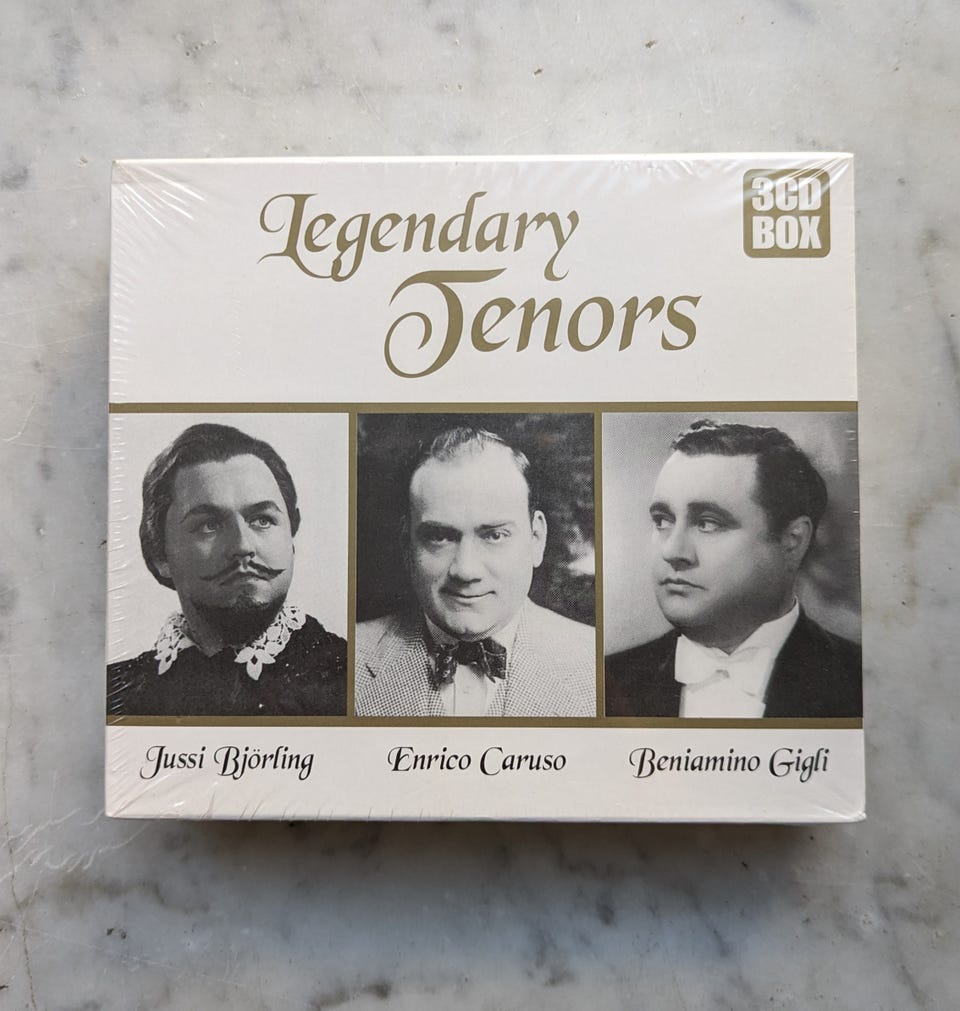 Legendary
Tenors
3CD
BOX
Jussi Björling
Enrico Caruso
Beniamino Gigli